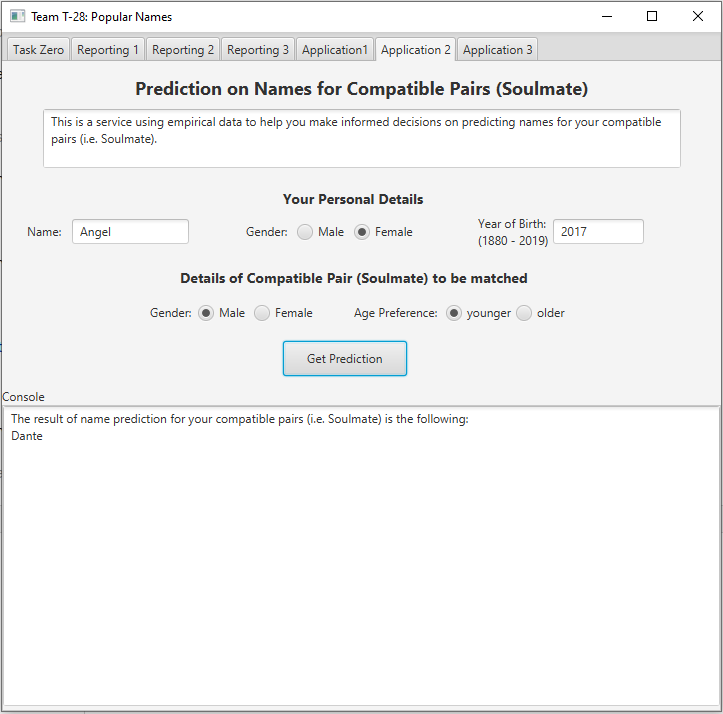 Team T-28: Popular Names
Task Zero Reporting 1 Reporting 2 Reporting 3 Application1 Application 2 Application 3
Prediction on Names for Compatible Pairs (Soulmate)
This is a service using empirical data to help you make informed decisions on predicting names for your compatible
pairs (i.e. Soulmate).
Your Personal Details
Name: Angel Gender: Male Female Year of Birth:
(1880 - 2019) 2017
Details of Compatible Pair (Soulmate) to be matched
Gender: Male Female Age Preference: younger older
Get Prediction
Console
The result of name prediction for your compatible pairs (i.e. Soulmate) is the following:
Dante